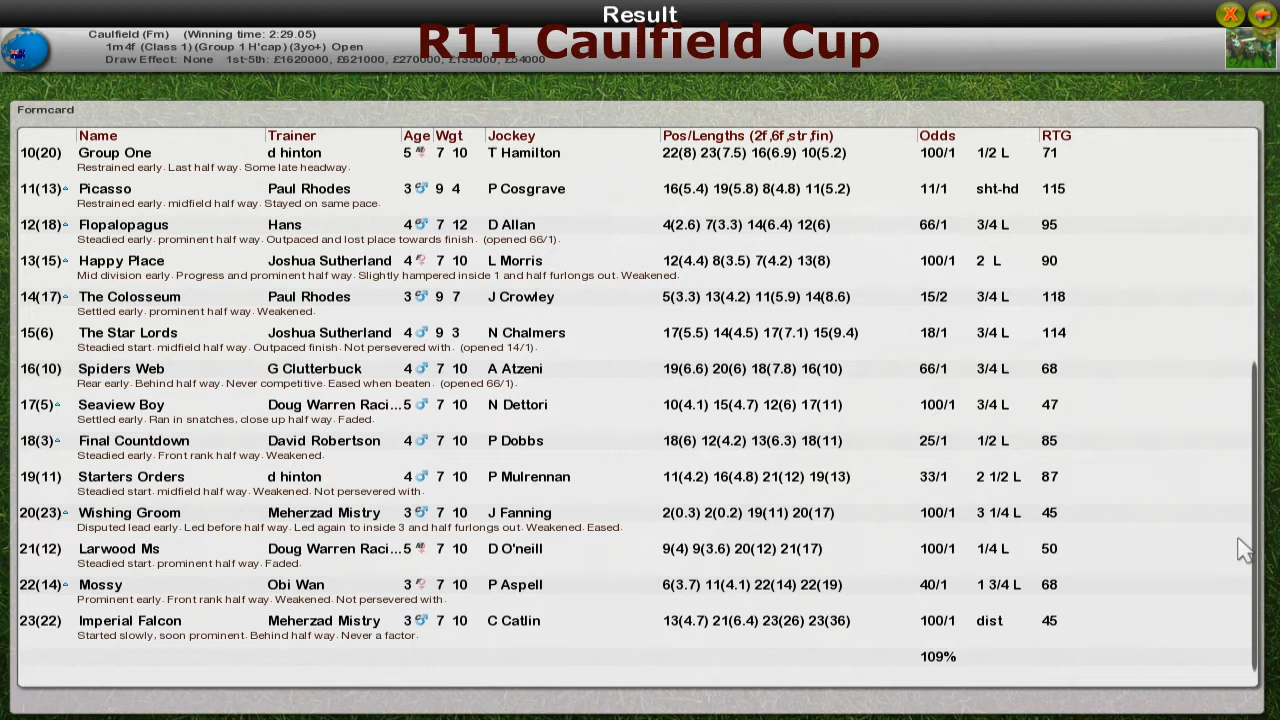 Result
R11 Caulfield Cup
Caulfield (Fm) (Winning time: 2:29.05)
1m4f (Class 1) (Group 1 H'cap) (3yo+) Open
Draw Effect: None 1st-5th: £1620000, £621000, £270000, £135000, £54000
Formcard
Name Trainer Age Wgt Jockey Pos/Lengths (2f,6f,str,fin) Odds RTG
10(20) Group One d hinton 5 7 10 T Hamilton 22(8) 23(7.5) 16(6.9) 10(5.2) 100/1 1/2 L 71
Restrained early. Last half way. Some late headway.
11(13) Picasso Paul Rhodes 3 9 4 P Cosgrave 16(5.4) 19(5.8) 8(4.8) 11(5.2) 11/1 sht-hd 115
Restrained early. midfield half way. Stayed on same pace.
12(18) Flopalopagus Hans 4 7 12 D Allan 4(2.6) 7(3.3) 14(6.4) 12(6) 66/1 3/4 L 95
Steadied early. prominent half way. Outpaced and lost place towards finish. (opened 66/1).
13(15) Happy Place Joshua Sutherland 4 7 10 L Morris 12(4.4) 8(3.5) 7(4.2) 13(8) 100/1 2 L 90
Mid division early. Progress and prominent half way. Slightly hampered inside 1 and half furlongs out. Weakened.
14(17) The Colosseum Paul Rhodes 3 9 7 J Crowley 5(3.3) 13(4.2) 11(5.9) 14(8.6) 15/2 3/4 L 118
Settled early. prominent half way. Weakened.
15(6) The Star Lords Joshua Sutherland 4 9 3 N Chalmers 17(5.5) 14(4.5) 17(7.1) 15(9.4) 18/1 3/4 L 114
Steadied start. midfield half way. Outpaced finish. Not persevered with. (opened 14/1).
16(10) Spiders Web G Clutterbuck 4 7 10 A Atzeni 19(6.6) 20(6) 18(7.8) 16(10) 66/1 3/4 L 68
Rear early. Behind half way. Never competitive. Eased when beaten. (opened 66/1).
17(5) Seaview Boy Doug Warren Raci... 5 7 10 N Dettori 10(4.1) 15(4.7) 12(6) 17(11) 100/1 3/4 L 47
Settled early. Ran in snatches, close up half way. Faded.
18(3) Final Countdown David Robertson 4 7 10 P Dobbs 18(6) 12(4.2) 13(6.3) 18(11) 25/1 1/2 L 85
Steadied early. Front rank half way. Weakened.
19(11) Starters Orders d hinton 4 7 10 P Mulrennan 11(4.2) 16(4.8) 21(12) 19(13) 33/1 2 1/2 L 87
Steadied start. midfield half way. Weakened. Not persevered with.
20(23) Wishing Groom Meherzad Mistry 3 7 10 J Fanning 2(0.3) 2(0.2) 19(11) 20(17) 100/1 3 1/4 L 45
Disputed lead early. Led before half way. Led again to inside 3 and half furlongs out. Weakened. Eased.
21(12) Larwood Ms Doug Warren Raci... 5 7 10 D O'neill 9(4) 9(3.6) 20(12) 21(17) 100/1 1/4 L 50
Steadied start. prominent half way. Faded.
22(14) Mossy Obi Wan 3 7 10 P Aspell 6(3.7) 11(4.1) 22(14) 22(19) 40/1 1 3/4 L 68
Prominent early. Front rank half way. Weakened. Not persevered with.
23(22) Imperial Falcon Meherzad Mistry 3 7 10 C Catlin 13(4.7) 21(6.4) 23(26) 23(36) 100/1 dist 45
Started slowly, soon prominent. Behind half way. Never a factor.
109%